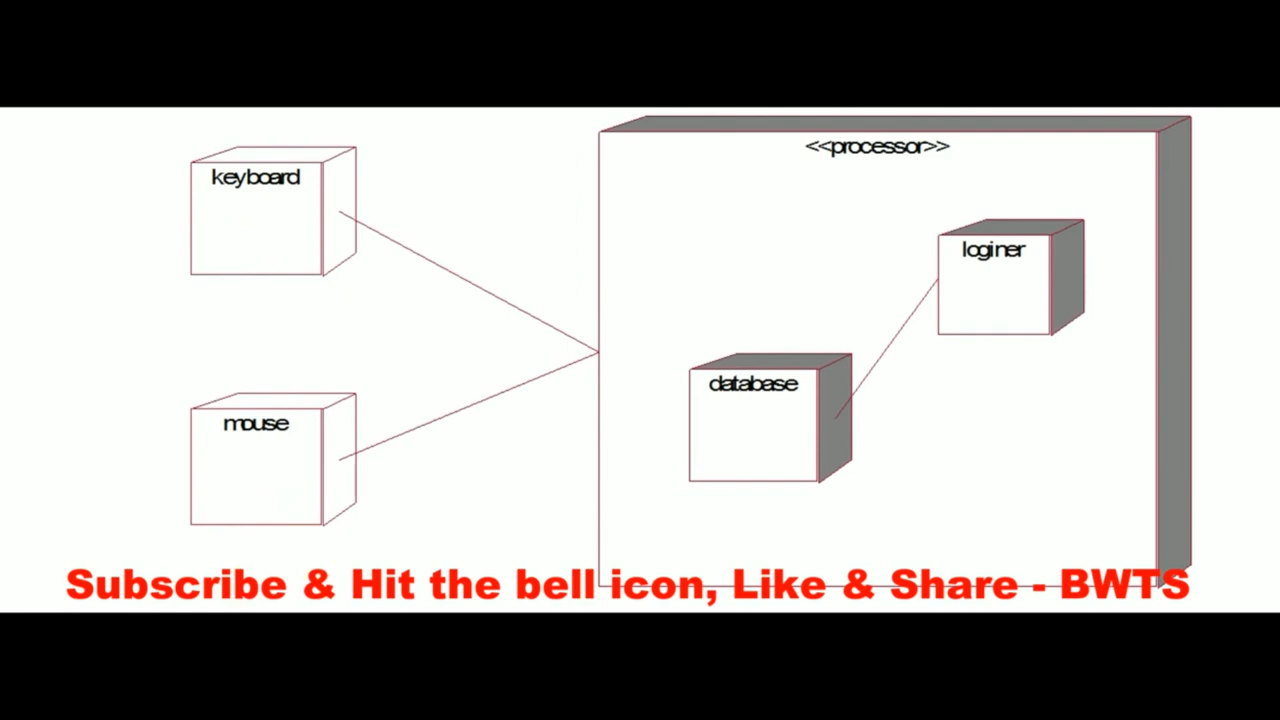 <<processor>>
keyboard
loginer
database
mouse
Subscribe & Hit the bell icon, Like & Share - BWTS